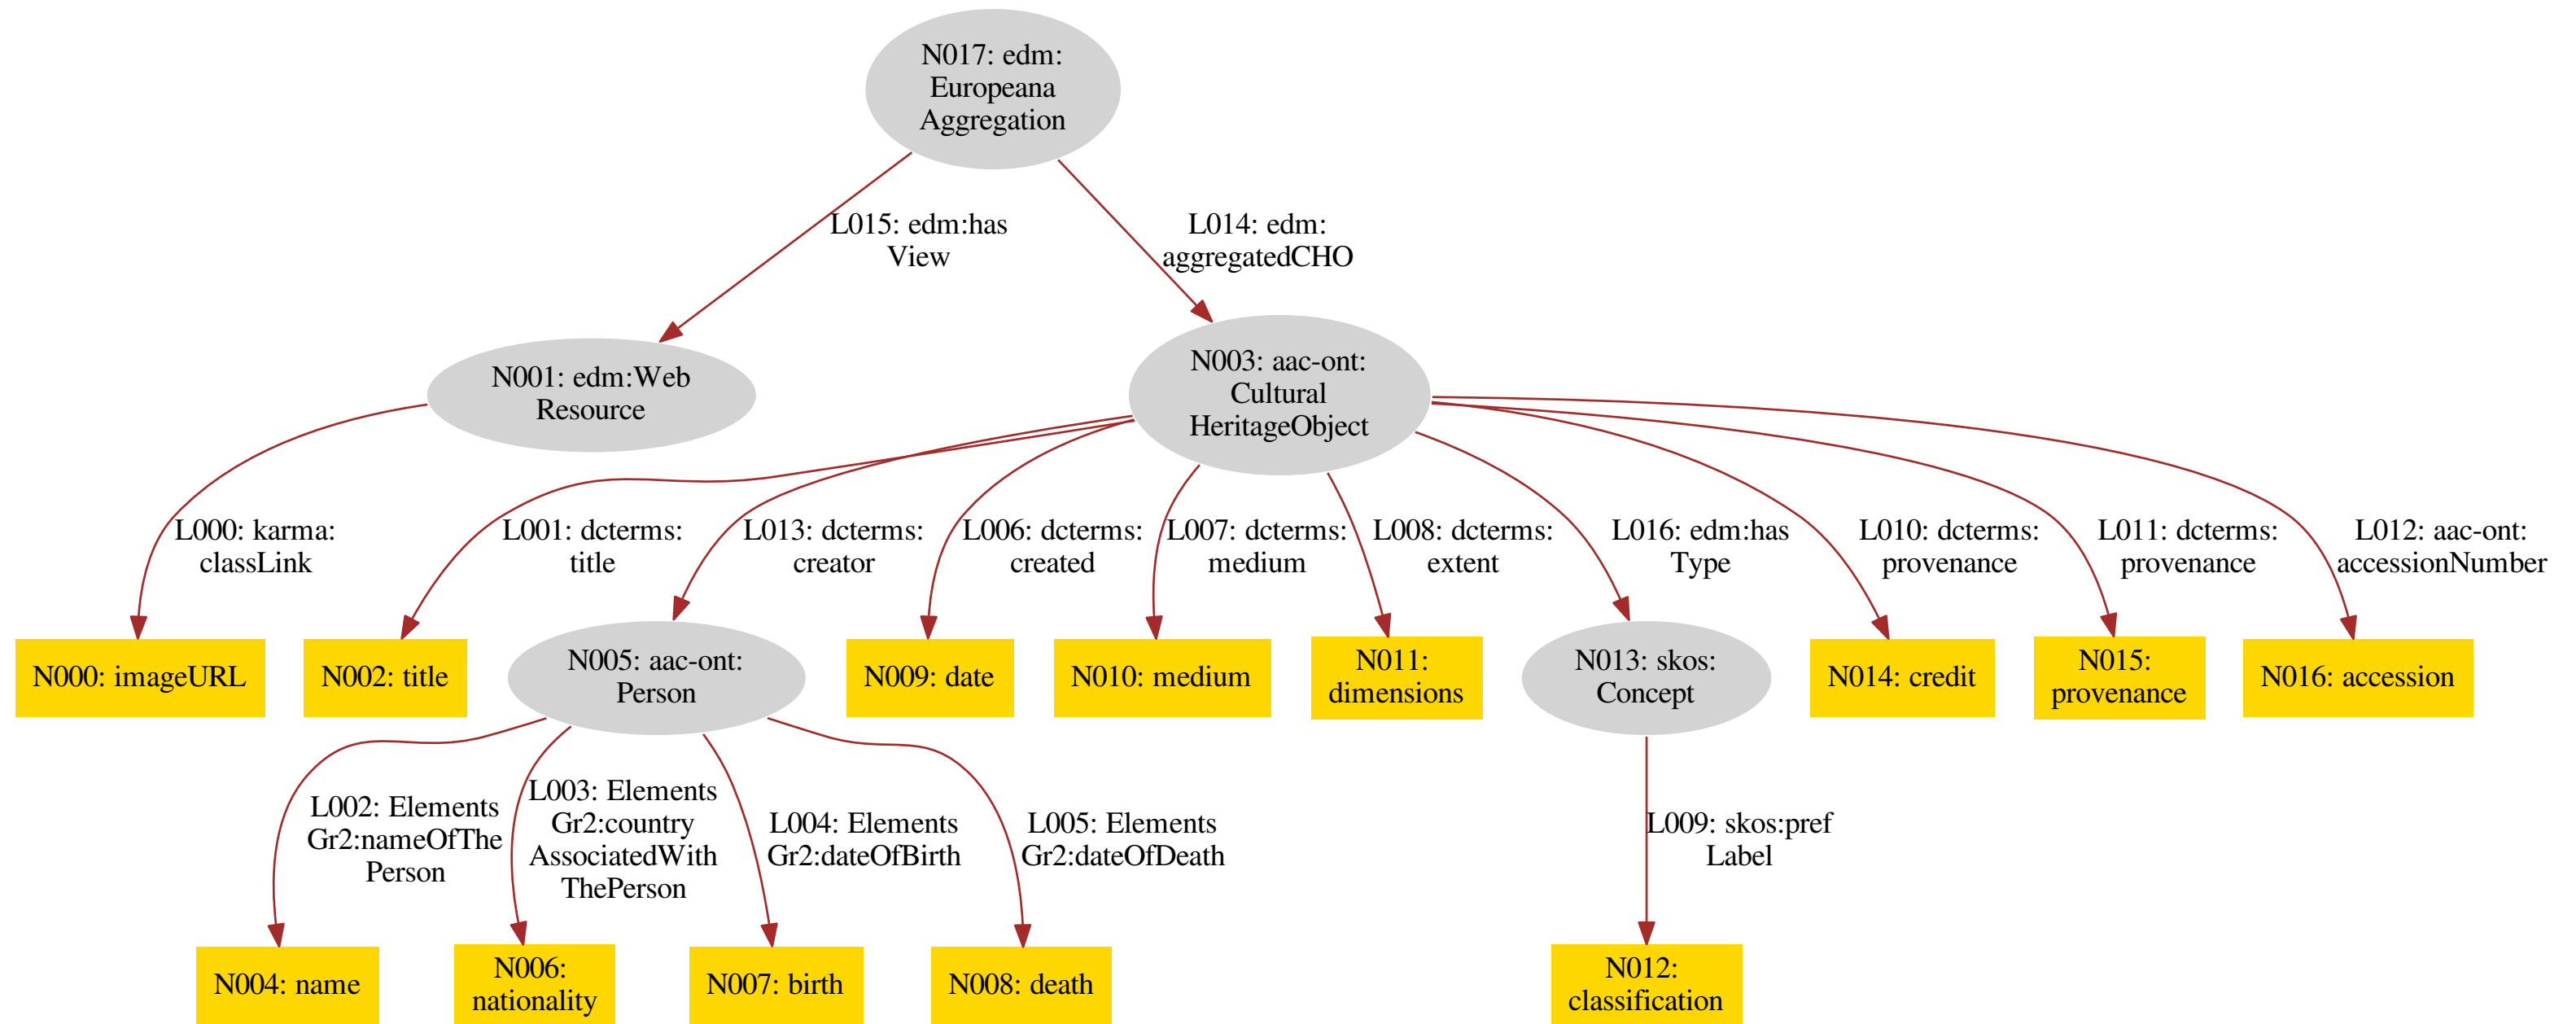 N017: edm:
Europeana
Aggregation
L015: edm:has
View
L014: edm:
aggregatedCHO
N001: edm:Web
Resource
N003: aac-ont:
Cultural
HeritageObject
L000: karma:
classLink
L001: dcterms:
title
L013: dcterms:
creator
L006: dcterms:
created
L007: dcterms:
medium
L008: dcterms:
extent
L016: edm:has
Type
L010: dcterms:
provenance
L011: dcterms:
provenance
L012: aac-ont:
accessionNumber
N000: imageURL
N002: title
N005: aac-ont:
Person
N009: date
N010: medium
N011:
dimensions
N013: skos:
Concept
N014: credit
N015:
provenance
N016: accession
L002: Elements
Gr2:nameOfThe
Person
L003: Elements
Gr2:country
AssociatedWith
ThePerson
L004: Elements
Gr2:dateOfBirth
L005: Elements
Gr2:dateOfDeath
L009: skos:pref
Label
N004: name
N006:
nationality
N007: birth
N008: death
N012:
classification